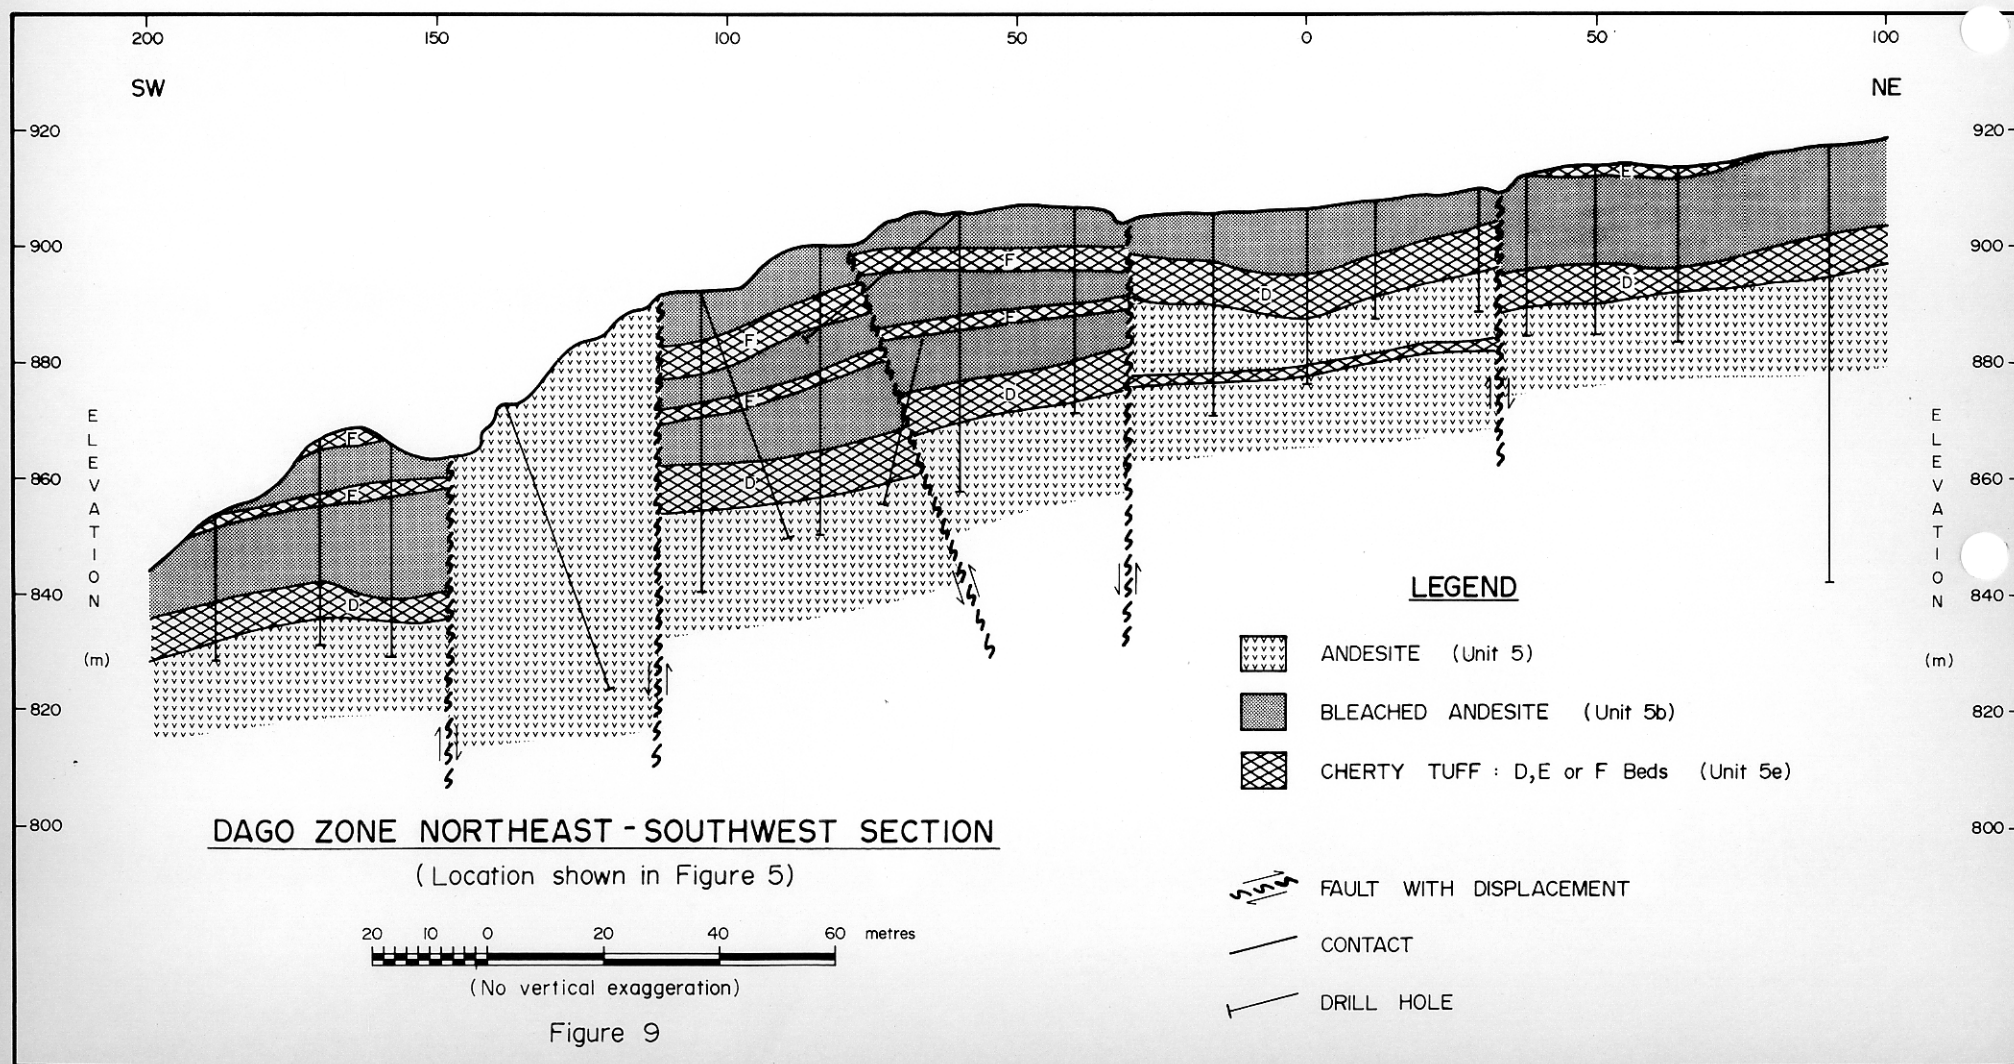 200 150 100 50 0 50 100
SW NE
920 920
900 900
880 880
860 860
840 840
820 820
800 800
ELEVATION
(m)
ELEVATION
(m)
F
E
D
F
E
D
F
E
D
D
E
D
LEGEND
ANDESITE (Unit 5)
BLEACHED ANDESITE (Unit 5b)
CHERTY TUFF : D,E or F Beds (Unit 5e)
FAULT WITH DISPLACEMENT
CONTACT
DRILL HOLE
DAGO ZONE NORTHEAST - SOUTHWEST SECTION
(Location shown in Figure 5)
20 10 0 20 40 60 metres
(No vertical exaggeration)
Figure 9